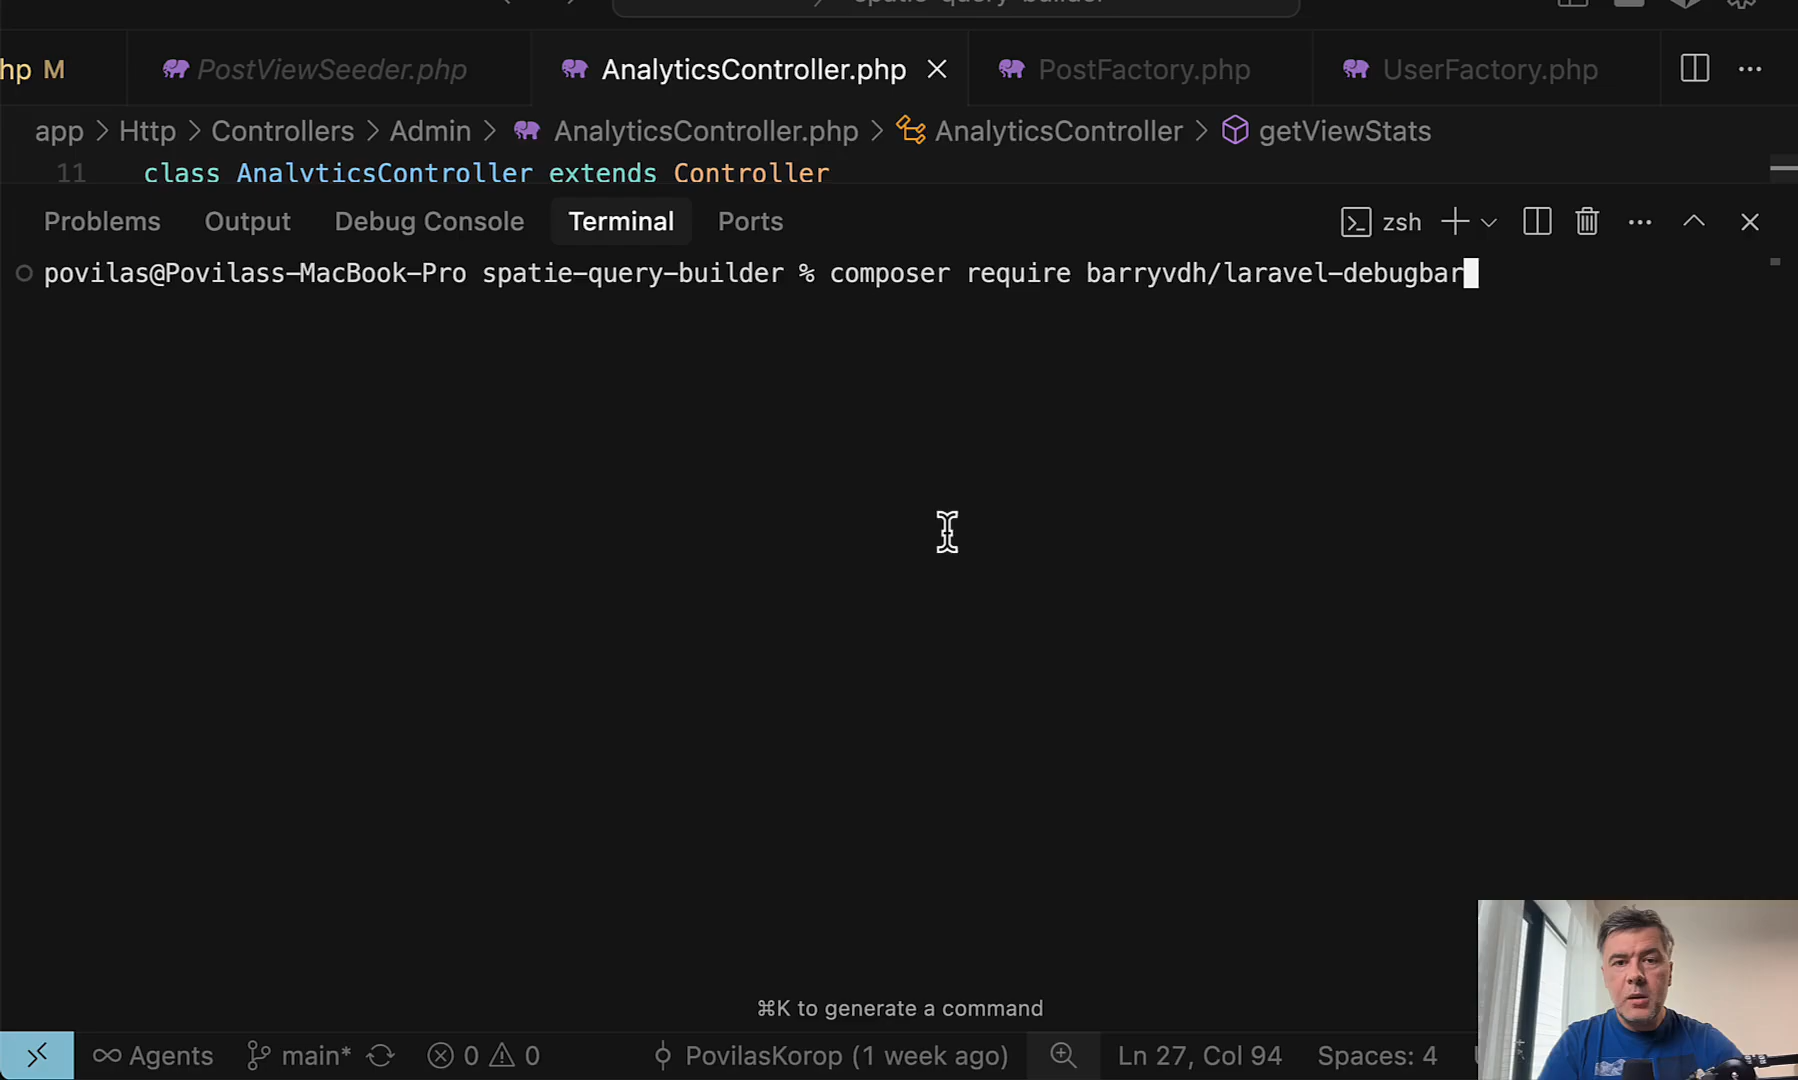 spatie-query-builder
hp M
PostViewSeeder.php
AnalyticsController.php
PostFactory.php
UserFactory.php
app > Http > Controllers > Admin > AnalyticsController.php > AnalyticsController > getViewStats
11 class AnalyticsController extends Controller
Problems Output Debug Console Terminal Ports
zsh
povilas@Povilass-MacBook-Pro spatie-query-builder % composer require barryvdh/laravel-debugbar
⌘K to generate a command
Agents main* 0 0 PovilasKorop (1 week ago) Ln 27, Col 94 Spaces: 4